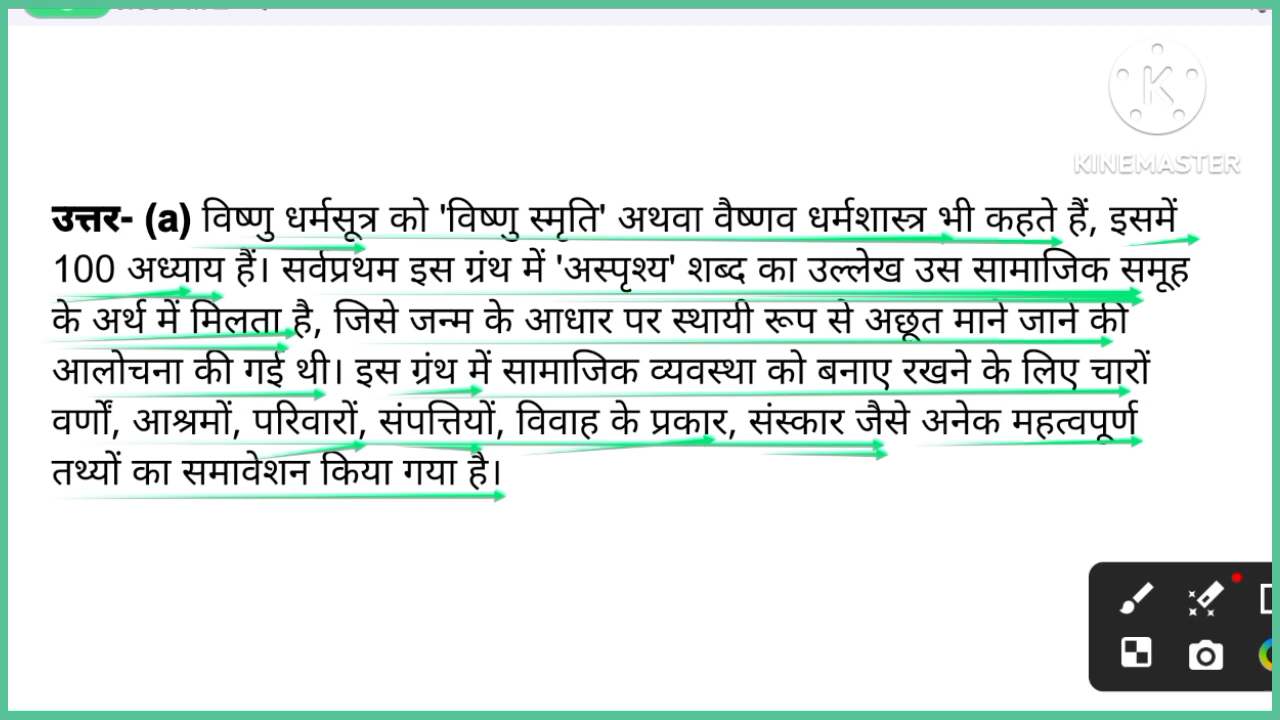 KINEMASTER
उत्तर- (a) विष्णु धर्मसूत्र को 'विष्णु स्मृति' अथवा वैष्णव धर्मशास्त्र भी कहते हैं, इसमें
100 अध्याय हैं। सर्वप्रथम इस ग्रंथ में 'अस्पृश्य' शब्द का उल्लेख उस सामाजिक समूह
के अर्थ में मिलता है, जिसे जन्म के आधार पर स्थायी रूप से अछूत माने जाने की
आलोचना की गई थी। इस ग्रंथ में सामाजिक व्यवस्था को बनाए रखने के लिए चारों
वर्णों, आश्रमों, परिवारों, संपत्तियों, विवाह के प्रकार, संस्कार जैसे अनेक महत्वपूर्ण
तथ्यों का समावेशन किया गया है।